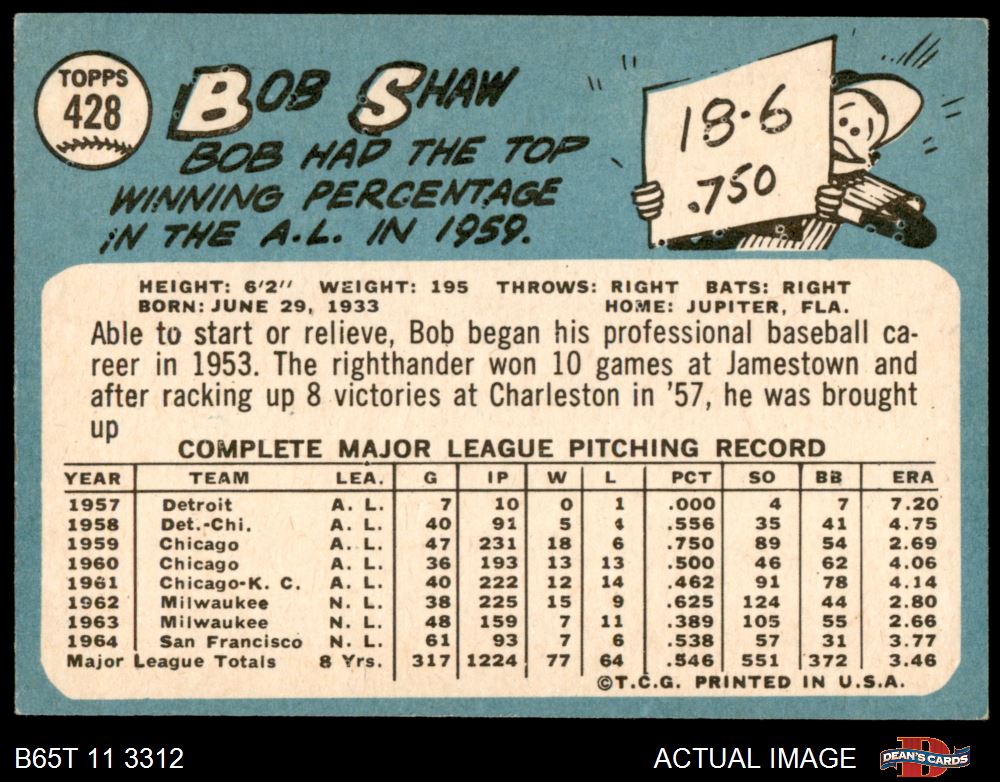 TOPPS
428
BOB SHAW
BOB HAD THE TOP
WINNING PERCENTAGE
IN THE A.L. IN 1959.
18-6
.750
HEIGHT: 6'2" WEIGHT: 195 THROWS: RIGHT BATS: RIGHT
BORN: JUNE 29, 1933 HOME: JUPITER, FLA.
Able to start or relieve, Bob began his professional baseball ca-
reer in 1953. The righthander won 10 games at Jamestown and
after racking up 8 victories at Charleston in '57, he was brought
up
COMPLETE MAJOR LEAGUE PITCHING RECORD
YEAR TEAM LEA. G IP W L PCT SO BB ERA
1957 Detroit A. L. 7 10 0 1 .000 4 7 7.20
1958 Det.-Chi. A. L. 40 91 5 4 .556 35 41 4.75
1959 Chicago A. L. 47 231 18 6 .750 89 54 2.69
1960 Chicago A. L. 36 193 13 13 .500 46 62 4.06
1961 Chicago-K. C. A. L. 40 222 12 14 .462 91 78 4.14
1962 Milwaukee N. L. 38 225 15 9 .625 124 44 2.80
1963 Milwaukee N. L. 48 159 7 11 .389 105 55 2.66
1964 San Francisco N. L. 61 93 7 6 .538 57 31 3.77
Major League Totals 8 Yrs. 317 1224 77 64 .546 551 372 3.46
©T.C.G. PRINTED IN U.S.A.
B65T 11 3312
ACTUAL IMAGE
DEAN'S CARDS